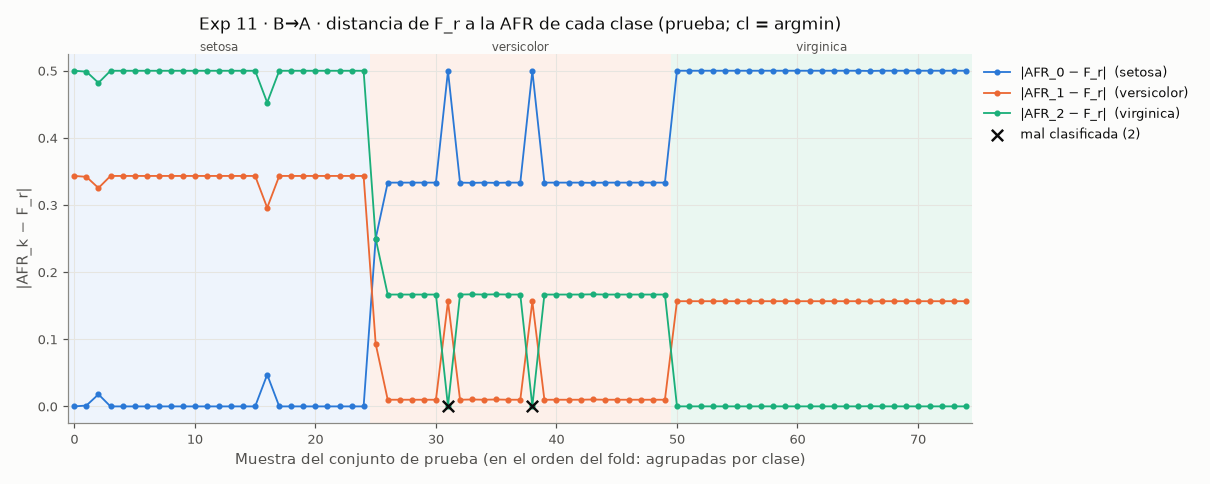 Exp 11 · B→A · distancia de F_r a la AFR de cada clase (prueba; cl = argmin)
setosa
versicolor
virginica
|AFR_k − F_r|
0.5
0.4
0.3
0.2
0.1
0.0
0 10 20 30 40 50 60 70
Muestra del conjunto de prueba (en el orden del fold: agrupadas por clase)
|AFR_0 − F_r| (setosa)
|AFR_1 − F_r| (versicolor)
|AFR_2 − F_r| (virginica)
mal clasificada (2)